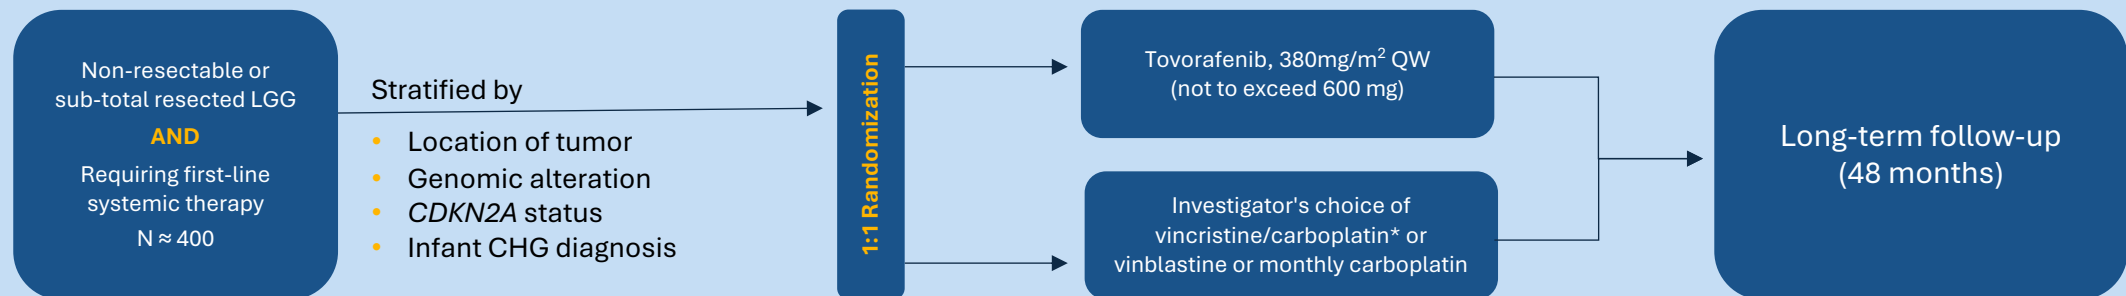 Non-resectable or
sub-total resected LGG
AND
Requiring first-line
systemic therapy
N ≈ 400
Stratified by
• Location of tumor
• Genomic alteration
• CDKN2A status
• Infant CHG diagnosis
1:1 Randomization
Tovorafenib, 380mg/m² QW
(not to exceed 600 mg)
Investigator's choice of
vincristine/carboplatin* or
vinblastine or monthly carboplatin
Long-term follow-up
(48 months)